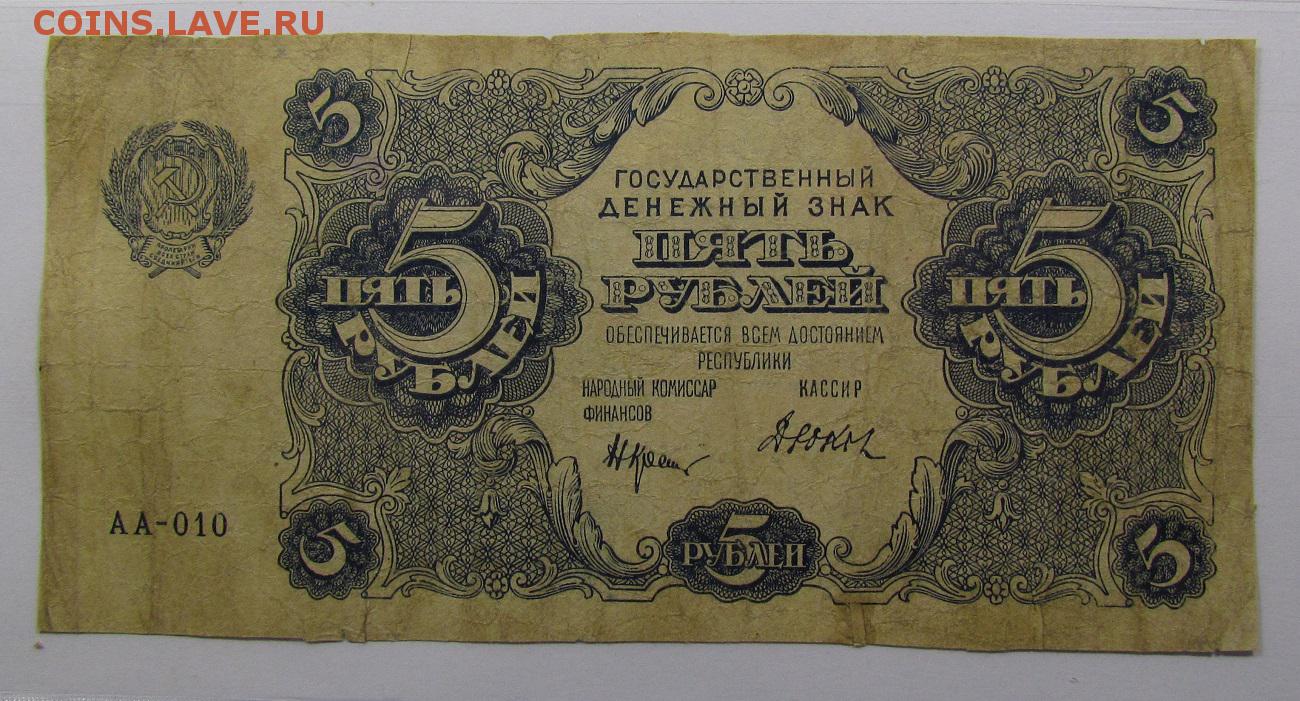 COINS.LAVE.RU
5
5
ГОСУДАРСТВЕННЫЙ
ДЕНЕЖНЫЙ ЗНАК
ПЯТЬ
РУБЛЕЙ
5
ПЯТЬ
РУБЛЕЙ
5
ПЯТЬ
РУБЛЕЙ
ОБЕСПЕЧИВАЕТСЯ ВСЕМ ДОСТОЯНИЕМ
РЕСПУБЛИКИ
НАРОДНЫЙ КОМИССАР КАССИР
ФИНАНСОВ
АА-010
5
5
РУБЛЕЙ
5